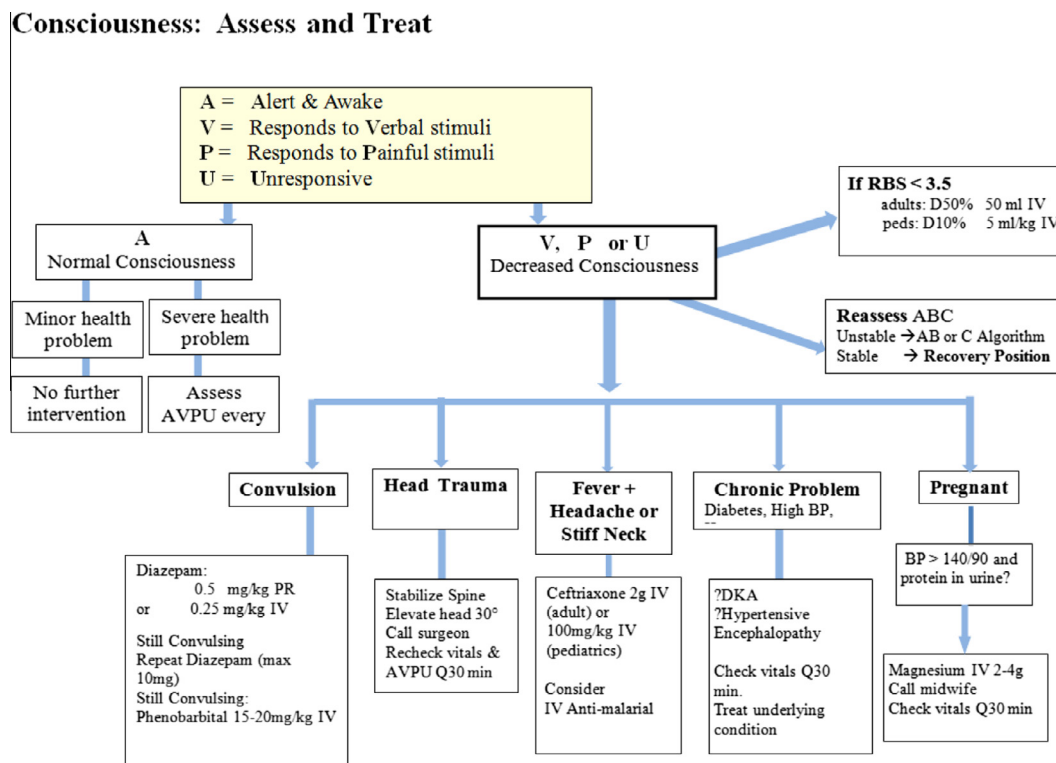 Consciousness: Assess and Treat
A = Alert & Awake
V = Responds to Verbal stimuli
P = Responds to Painful stimuli
U = Unresponsive
If RBS < 3.5
adults: D50% 50 ml IV
peds: D10% 5 ml/kg IV
A
Normal Consciousness
V, P or U
Decreased Consciousness
Minor health
problem
Severe health
problem
Reassess ABC
Unstable → AB or C Algorithm
Stable → Recovery Position
No further
intervention
Assess
AVPU every
Convulsion
Head Trauma
Fever +
Headache or
Stiff Neck
Chronic Problem
Diabetes, High BP,
Pregnant
Diazepam:
0.5 mg/kg PR
or 0.25 mg/kg IV
Still Convulsing
Repeat Diazepam (max
10mg)
Still Convulsing:
Phenobarbital 15-20mg/kg IV
Stabilize Spine
Elevate head 30°
Call surgeon
Recheck vitals &
AVPU Q30 min
Ceftriaxone 2g IV
(adult) or
100mg/kg IV
(pediatrics)
Consider
IV Anti-malarial
?DKA
?Hypertensive
Encephalopathy
Check vitals Q30
min.
Treat underlying
condition
BP > 140/90 and
protein in urine?
Magnesium IV 2-4g
Call midwife
Check vitals Q30 min